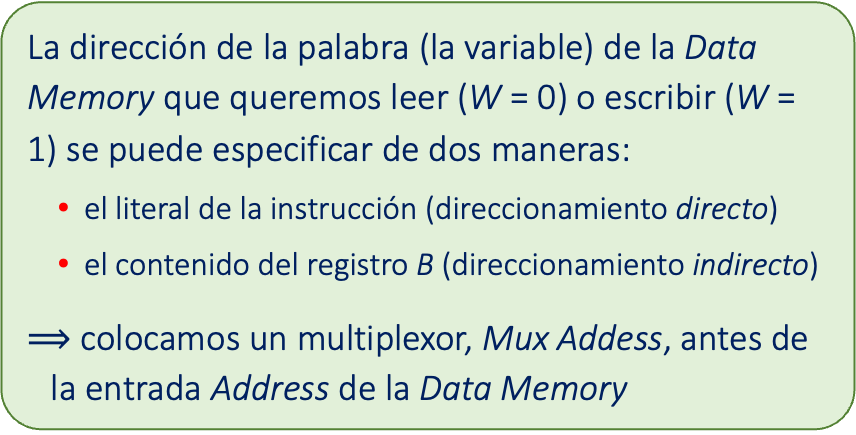 La dirección de la palabra (la variable) de la Data
Memory que queremos leer (W = 0) o escribir (W =
1) se puede especificar de dos maneras:
• el literal de la instrucción (direccionamiento directo)
• el contenido del registro B (direccionamiento indirecto)
⟹ colocamos un multiplexor, Mux Addess, antes de
la entrada Address de la Data Memory